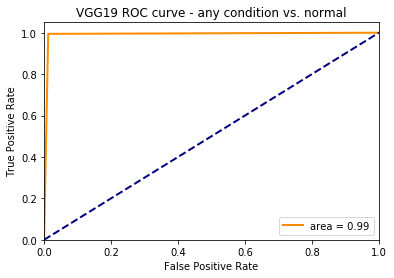 VGG19 ROC curve - any condition vs. normal
True Positive Rate
1.0
0.8
0.6
0.4
0.2
0.0
area = 0.99
0.0 0.2 0.4 0.6 0.8 1.0
False Positive Rate